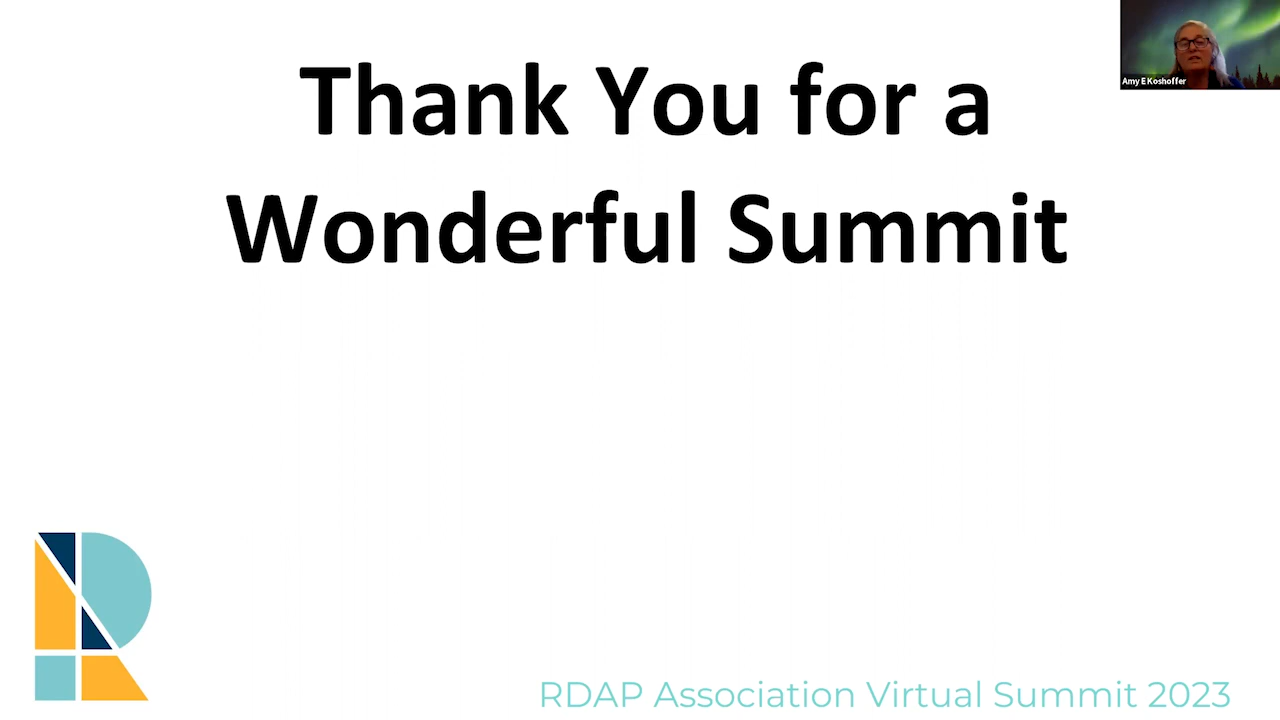 Amy E Koshoffer
Thank You for a
Wonderful Summit
RDAP Association Virtual Summit 2023